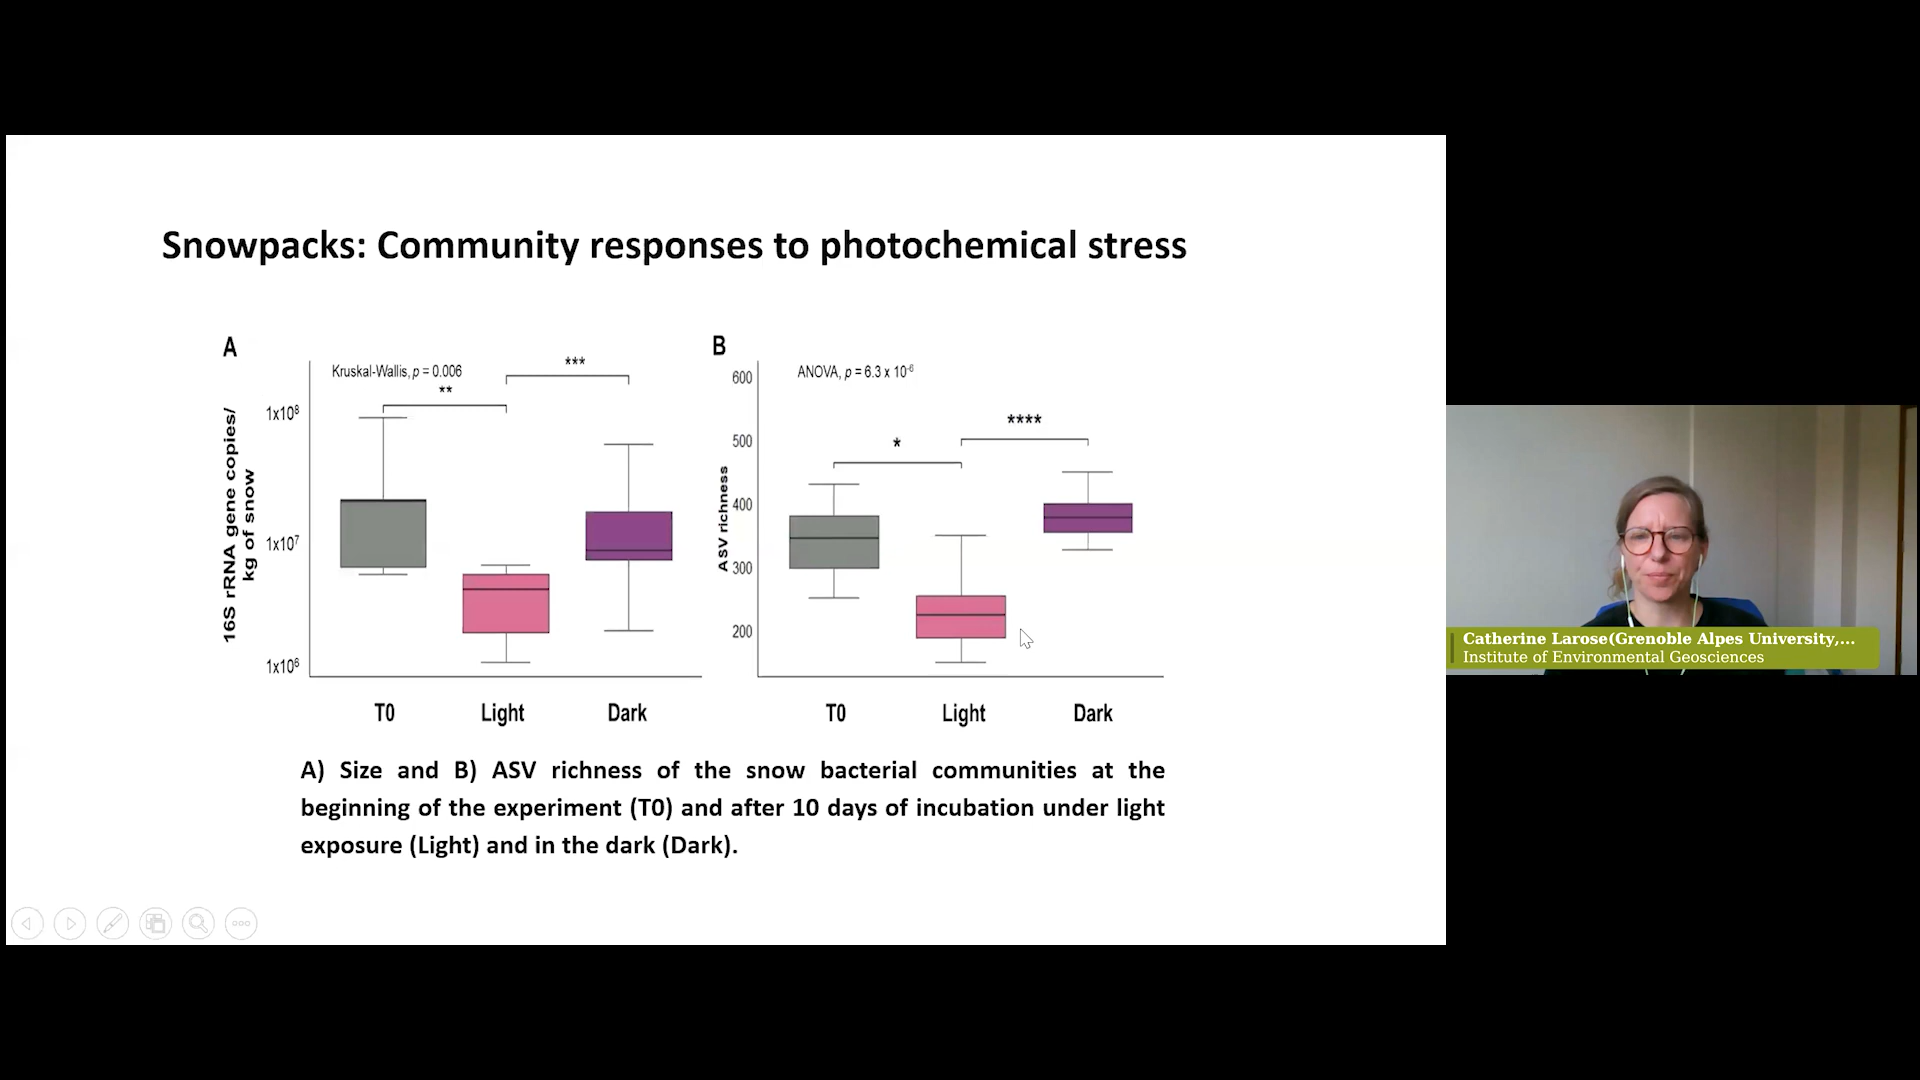 Snowpacks: Community responses to photochemical stress
A
Kruskal-Wallis, p = 0.006
**
***
16S rRNA gene copies/
kg of snow
1x10⁸
1x10⁷
1x10⁶
T0 Light Dark
B
ANOVA, p = 6.3 x 10⁻⁶
*
****
ASV richness
600
500
400
300
200
T0 Light Dark
A) Size and B) ASV richness of the snow bacterial communities at the
beginning of the experiment (T0) and after 10 days of incubation under light
exposure (Light) and in the dark (Dark).
Catherine Larose(Grenoble Alpes University,...
Institute of Environmental Geosciences